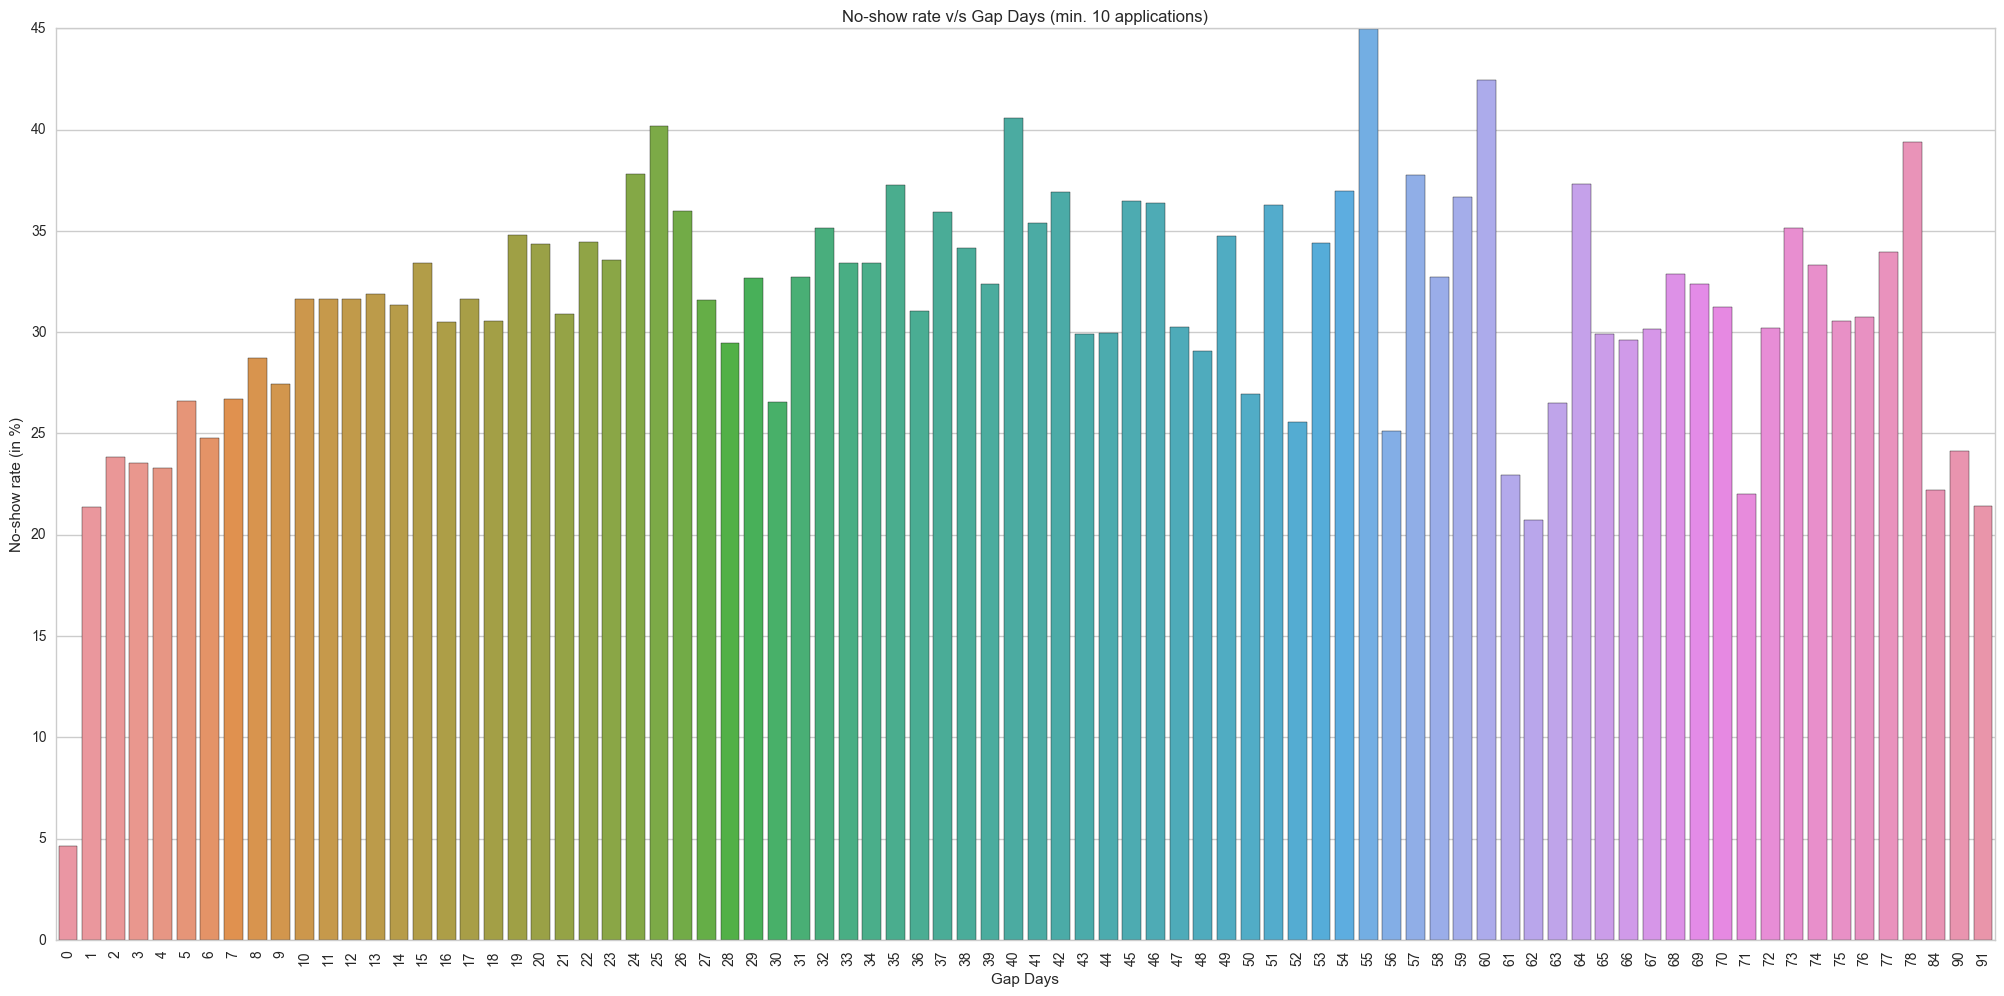 No-show rate v/s Gap Days (min. 10 applications)
45
40
35
30
25
20
15
10
5
0
No-show rate (in %)
0 1 2 3 4 5 6 7 8 9 10 11 12 13 14 15 16 17 18 19 20 21 22 23 24 25 26 27 28 29 30 31 32 33 34 35 36 37 38 39 40 41 42 43 44 45 46 47 48 49 50 51 52 53 54 55 56 57 58 59 60 61 62 63 64 65 66 67 68 69 70 71 72 73 74 75 76 77 78 84 90 91
Gap Days